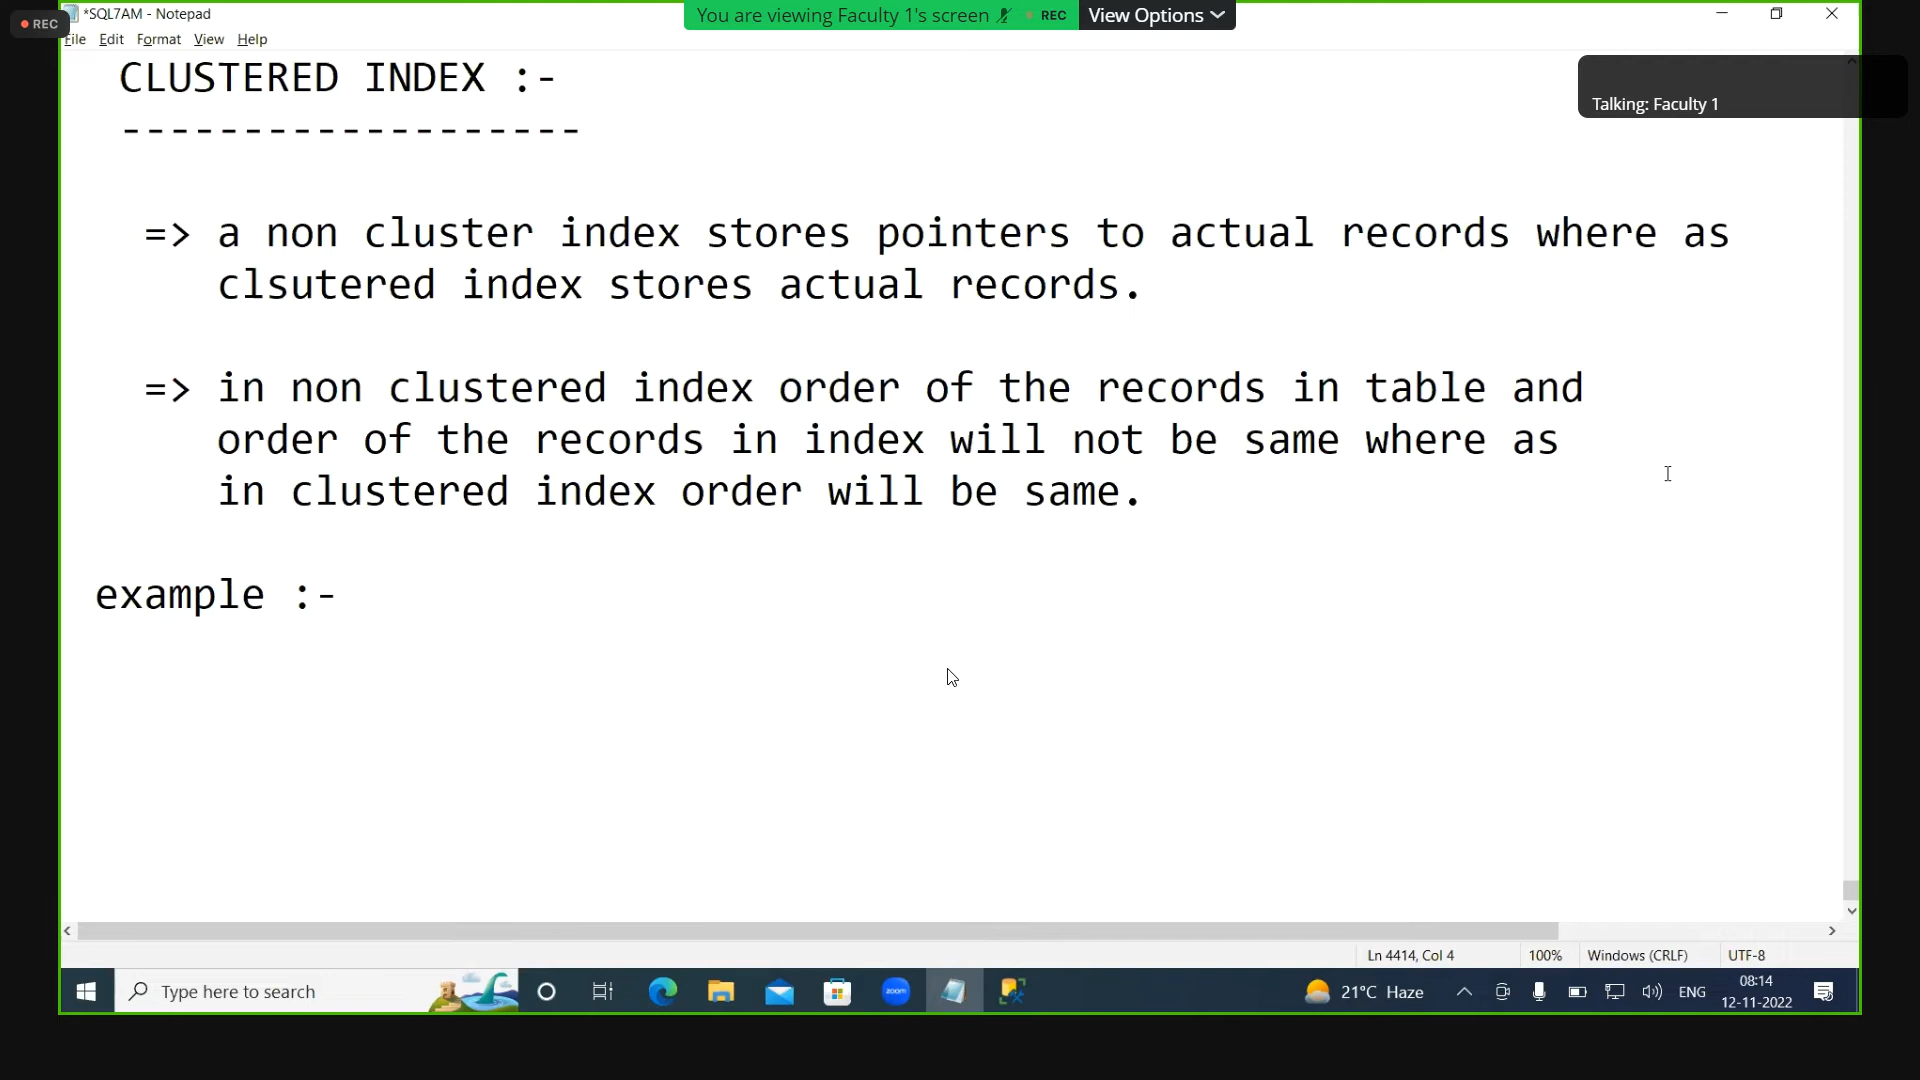 REC
*SQL7AM - Notepad
You are viewing Faculty 1's screen REC View Options
File Edit Format View Help
Talking: Faculty 1
CLUSTERED INDEX :-
-------------------
=> a non cluster index stores pointers to actual records where as
clsutered index stores actual records.
=> in non clustered index order of the records in table and
order of the records in index will not be same where as
in clustered index order will be same.
example :-
Ln 4414, Col 4 100% Windows (CRLF) UTF-8
Type here to search
zoom
21°C Haze
ENG
08:14
12-11-2022